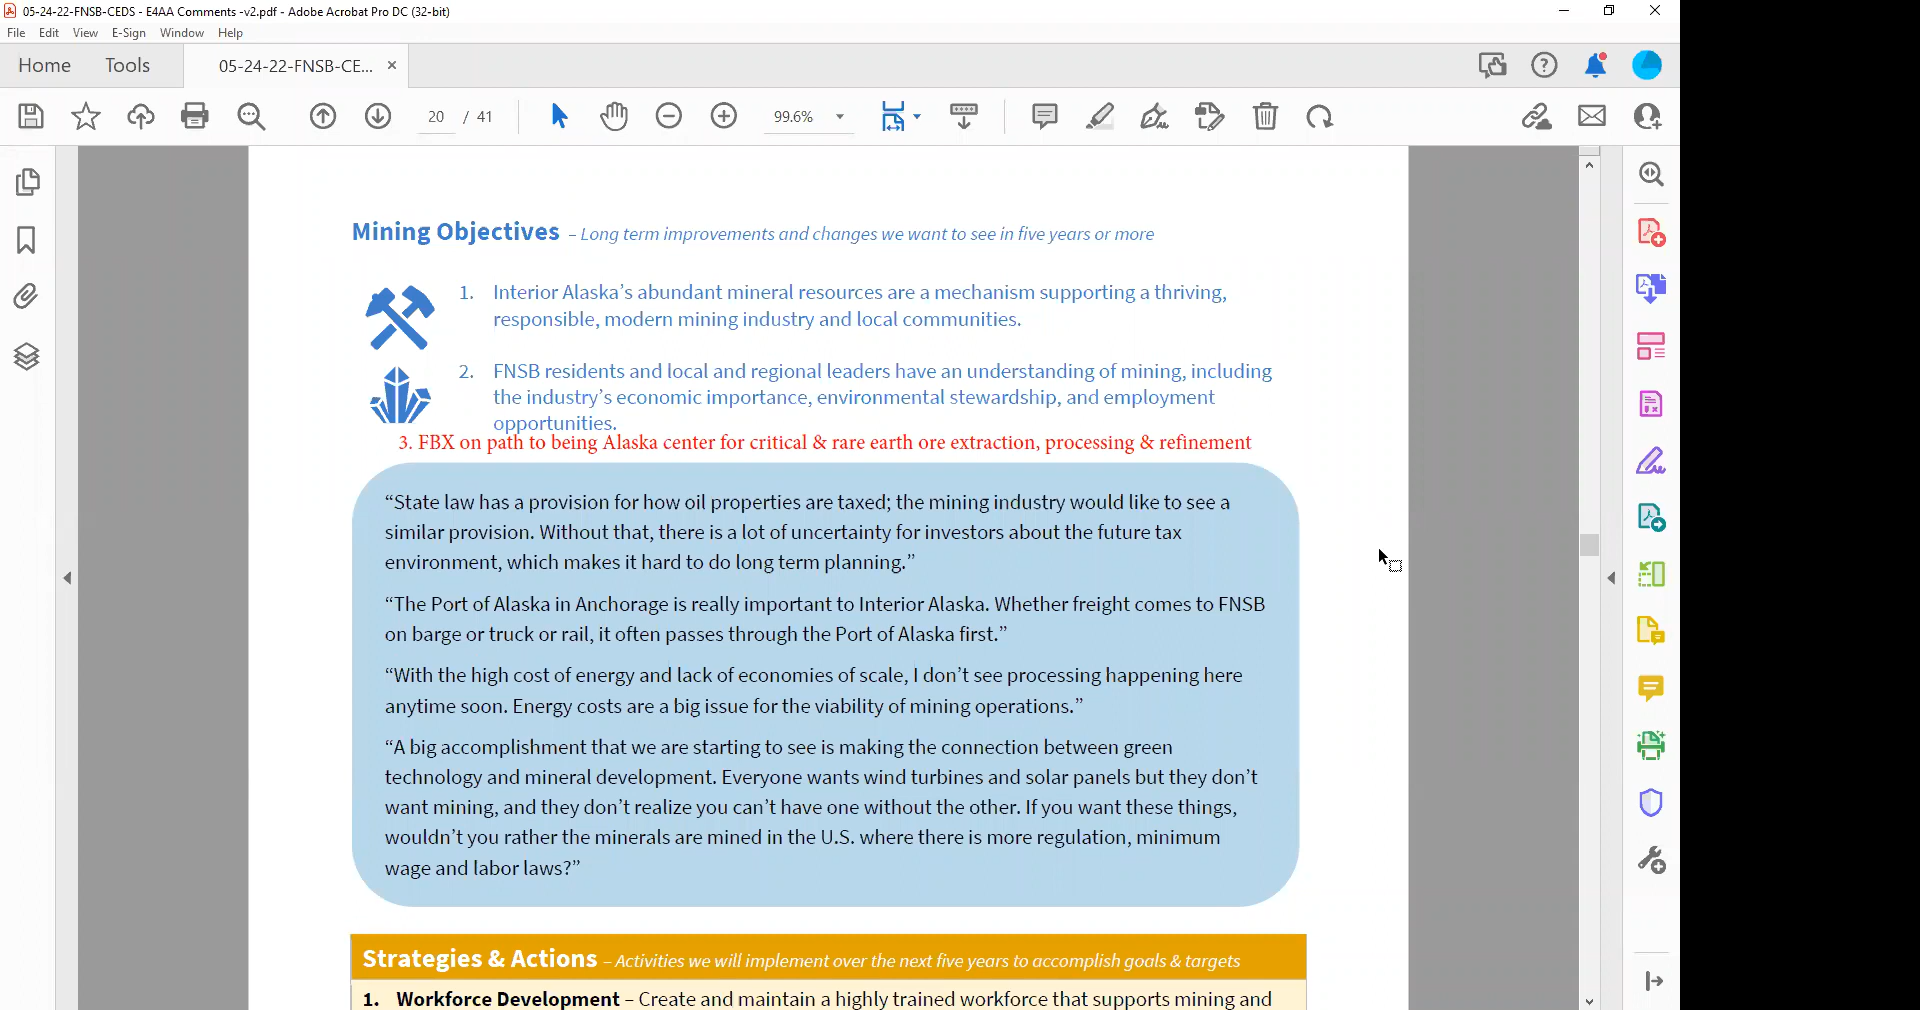 05-24-22-FNSB-CEDS - E4AA Comments -v2.pdf - Adobe Acrobat Pro DC (32-bit)
File Edit View E-Sign Window Help
Home Tools 05-24-22-FNSB-CE... ×
20 / 41 99.6%
Mining Objectives – Long term improvements and changes we want to see in five years or more
1. Interior Alaska’s abundant mineral resources are a mechanism supporting a thriving,
responsible, modern mining industry and local communities.
2. FNSB residents and local and regional leaders have an understanding of mining, including
the industry’s economic importance, environmental stewardship, and employment
opportunities.
3. FBX on path to being Alaska center for critical & rare earth ore extraction, processing & refinement
“State law has a provision for how oil properties are taxed; the mining industry would like to see a
similar provision. Without that, there is a lot of uncertainty for investors about the future tax
environment, which makes it hard to do long term planning.”
“The Port of Alaska in Anchorage is really important to Interior Alaska. Whether freight comes to FNSB
on barge or truck or rail, it often passes through the Port of Alaska first.”
“With the high cost of energy and lack of economies of scale, I don’t see processing happening here
anytime soon. Energy costs are a big issue for the viability of mining operations.”
“A big accomplishment that we are starting to see is making the connection between green
technology and mineral development. Everyone wants wind turbines and solar panels but they don’t
want mining, and they don’t realize you can’t have one without the other. If you want these things,
wouldn’t you rather the minerals are mined in the U.S. where there is more regulation, minimum
wage and labor laws?”
Strategies & Actions – Activities we will implement over the next five years to accomplish goals & targets
1. Workforce Development – Create and maintain a highly trained workforce that supports mining and